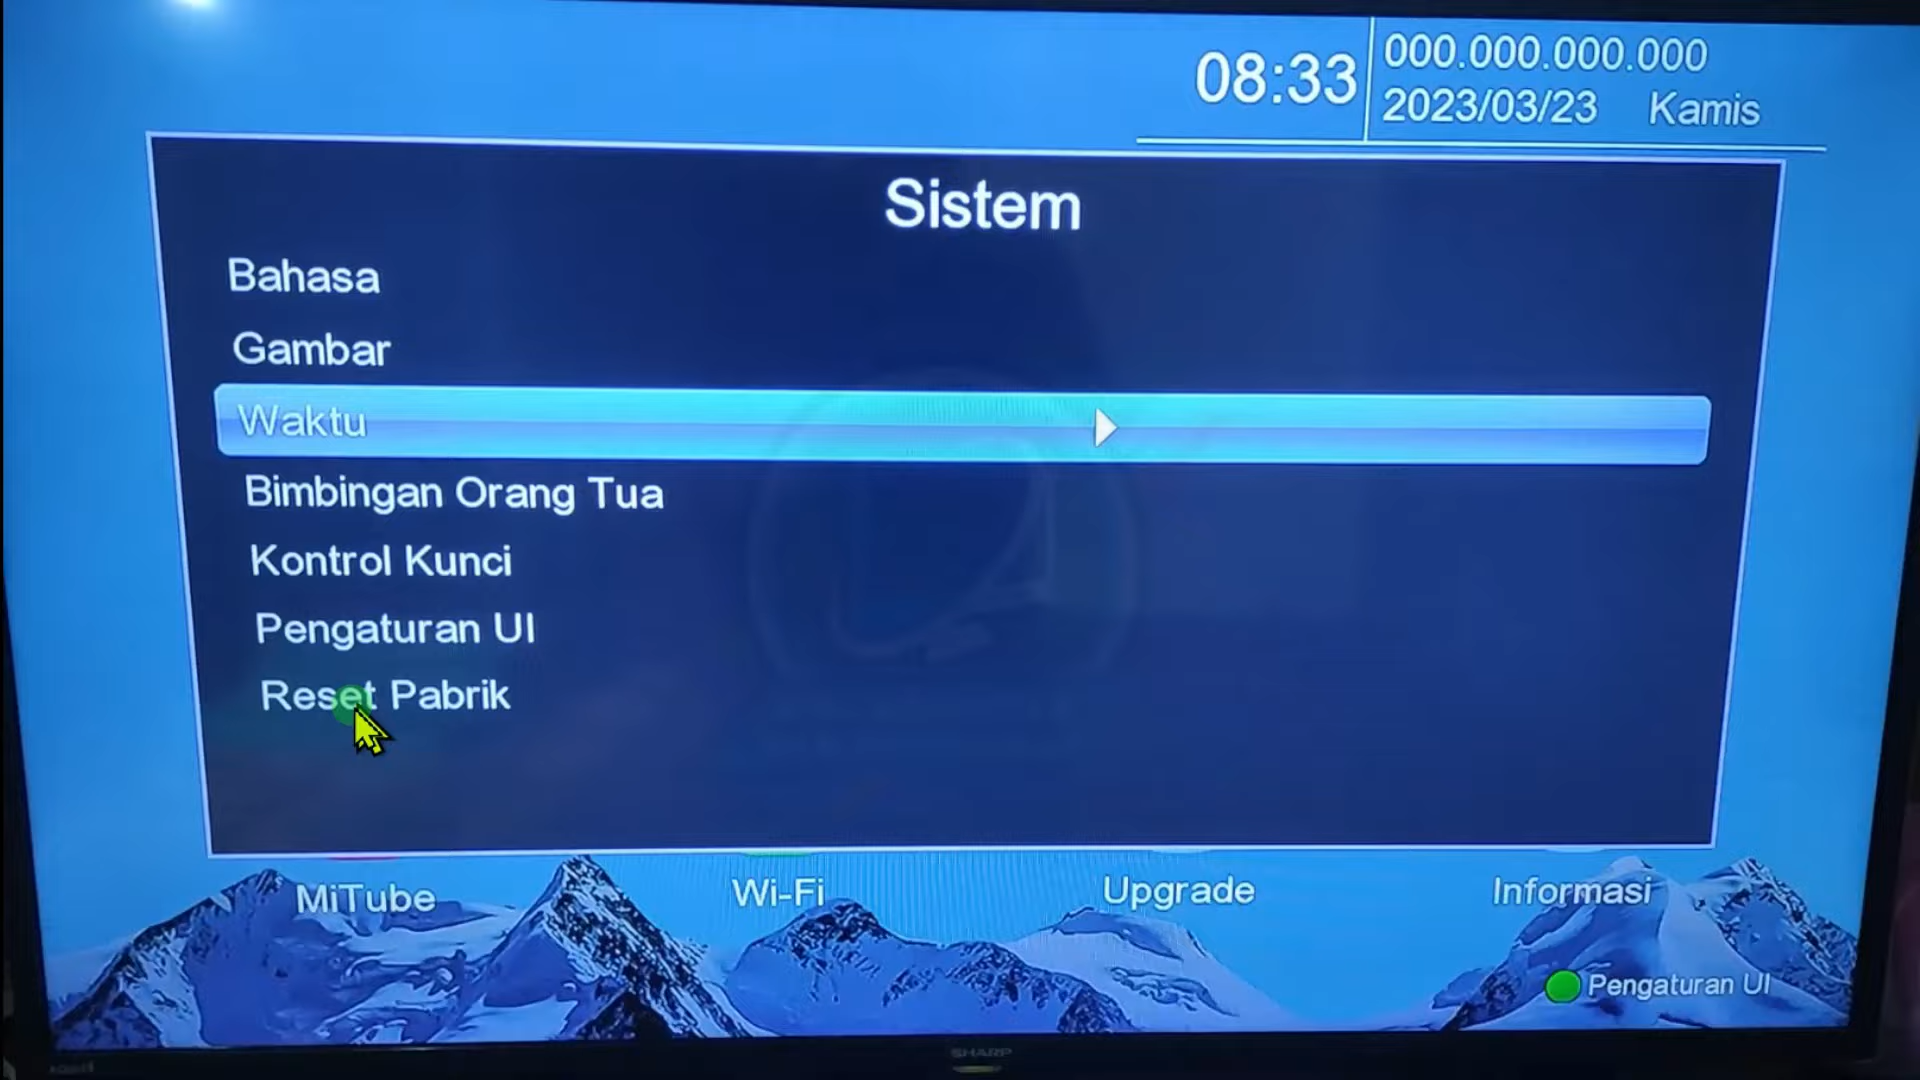 08:33
000.000.000.000
2023/03/23 Kamis
Sistem
Bahasa
Gambar
Waktu
Bimbingan Orang Tua
Kontrol Kunci
Pengaturan UI
Reset Pabrik
MiTube
Wi-Fi
Upgrade
Informasi
Pengaturan UI
SHARP